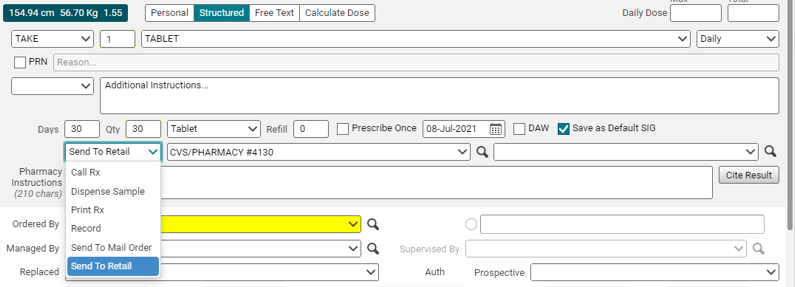 Max Total
154.94 cm 56.70 Kg 1.55 Personal Structured Free Text Calculate Dose Daily Dose
TAKE 1 TABLET Daily
PRN Reason...
Additional Instructions...
Days 30 Qty 30 Tablet Refill 0 Prescribe Once 08-Jul-2021 DAW Save as Default SIG
Send To Retail CVS/PHARMACY #4130
Call Rx
Dispense Sample
Print Rx
Record
Send To Mail Order
Send To Retail
Pharmacy
Instructions
(210 chars)
Cite Result
Ordered By
Managed By Supervised By
Replaced Auth Prospective